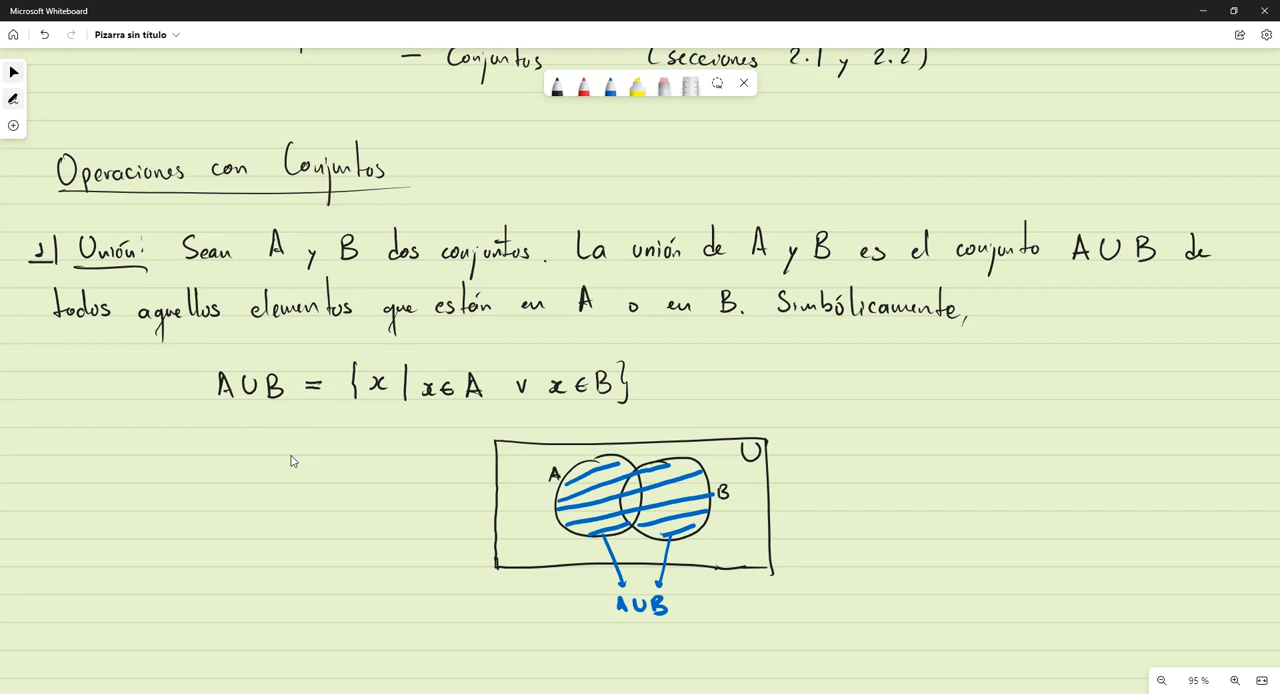 Microsoft Whiteboard
Pizarra sin título
– Conjuntos (secciones 2.1 y 2.2)
Operaciones con Conjuntos
1) Unión: Sean A y B dos conjuntos. La unión de A y B es el conjunto A ∪ B de
todos aquellos elementos que están en A o en B. Simbólicamente,
A ∪ B = {x | x ∈ A ∨ x ∈ B}
U
A
B
A ∪ B
95 %